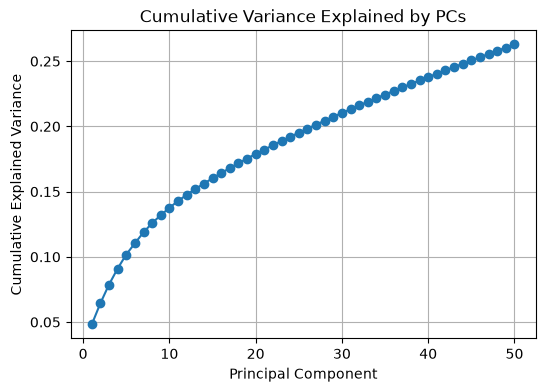 Cumulative Variance Explained by PCs
Cumulative Explained Variance
0.25
0.20
0.15
0.10
0.05
0 10 20 30 40 50
Principal Component